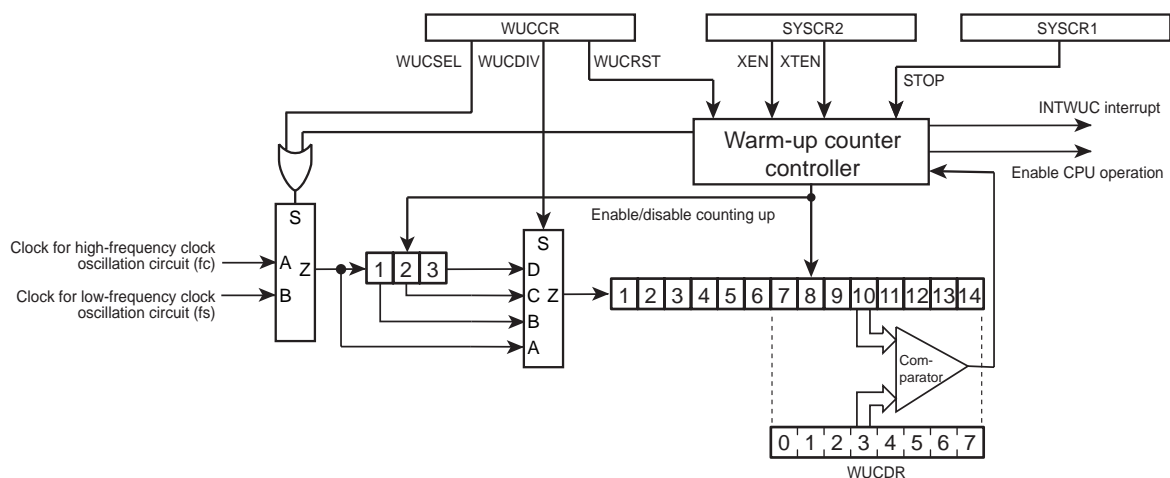 WUCCR
SYSCR2
SYSCR1
WUCSEL
WUCDIV
WUCRST
XEN
XTEN
STOP
INTWUC interrupt
Warm-up counter
controller
Enable CPU operation
S
Enable/disable counting up
S
Clock for high-frequency clock
oscillation circuit (fc)
A
Z
1 2 3
D
Clock for low-frequency clock
oscillation circuit (fs)
B
C
Z
B
A
1 2 3 4 5 6 7 8 9 10 11 12 13 14
Com-
parator
0 1 2 3 4 5 6 7
WUCDR